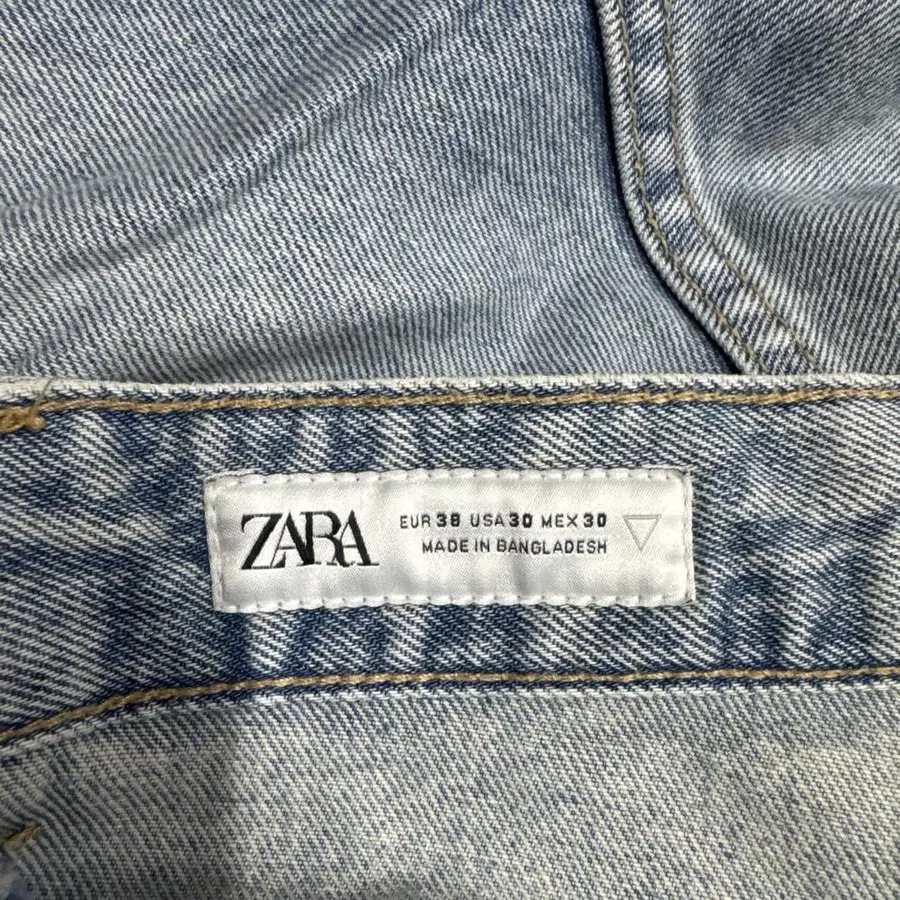 ZARA
EUR 38 USA 30 MEX 30
MADE IN BANGLADESH